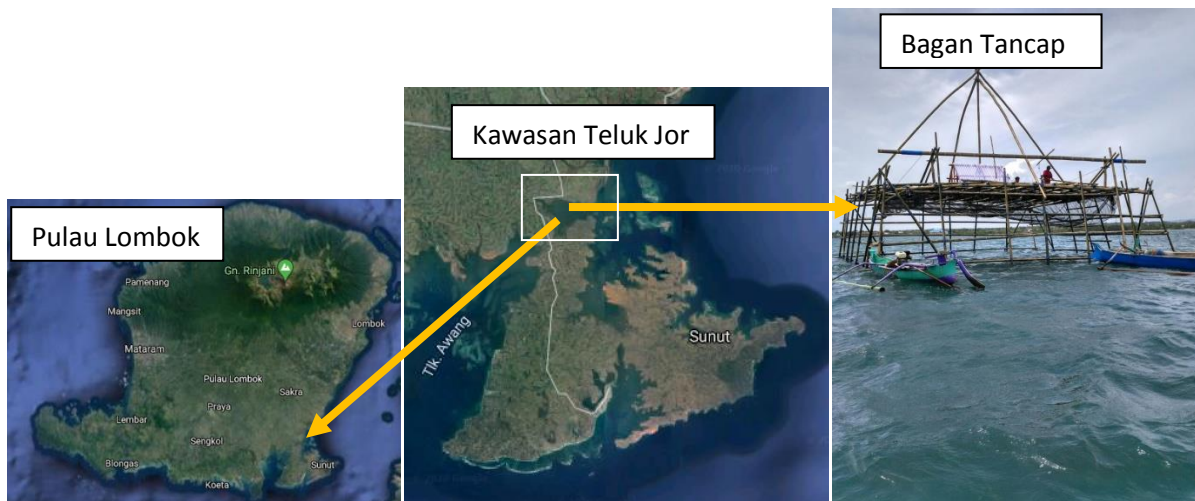 Bagan Tancap
Kawasan Teluk Jor
Pulau Lombok
Gn. Rinjani
Pamenang
Mangsit
Lombok
Mataram
Pulau Lombok
Sakra
Praya
Lembar
Sengkol
Sunut
Blongas
Koeta
Tlk. Awang
Sunut